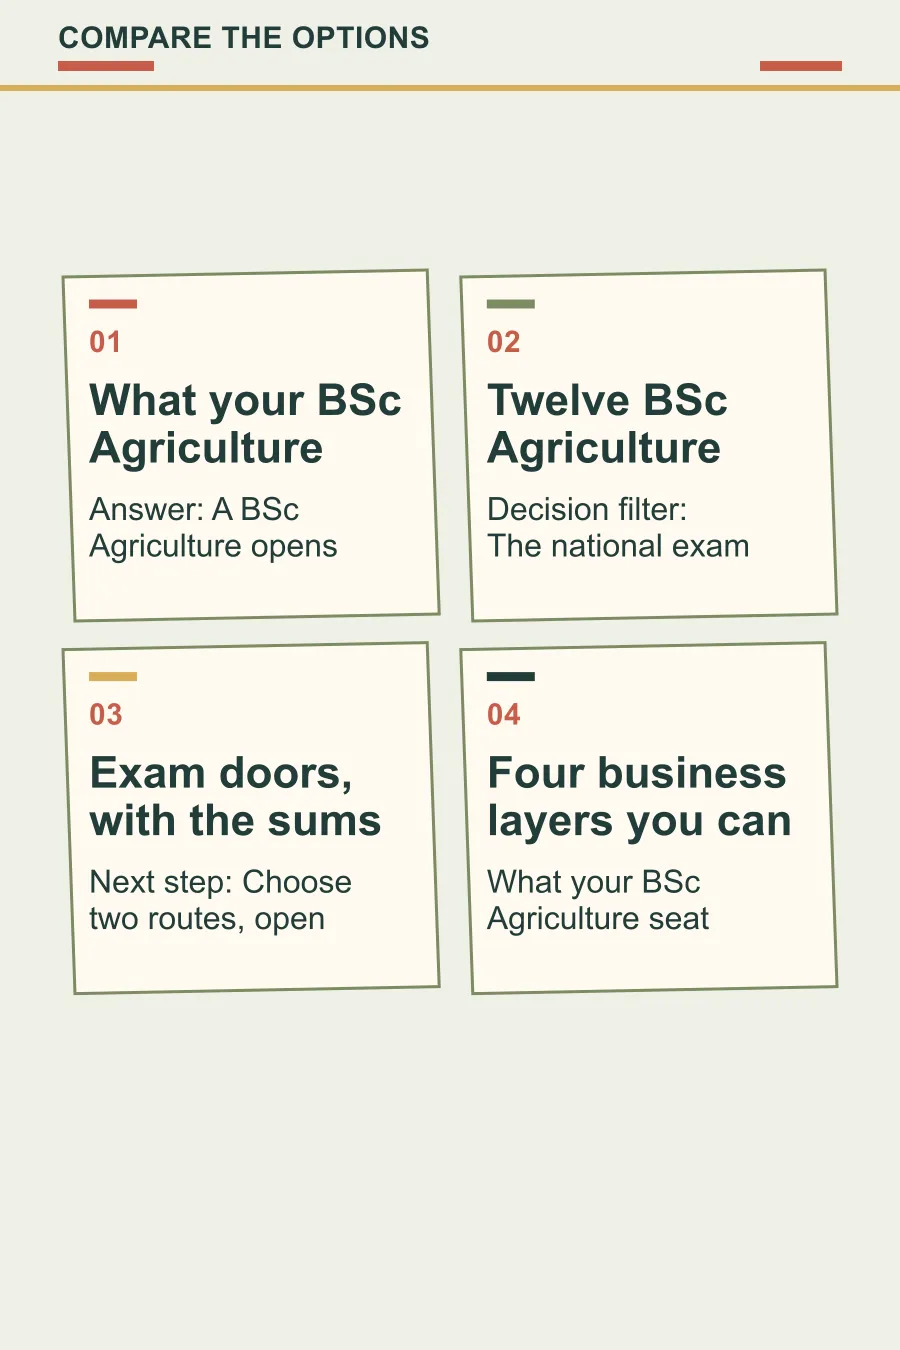 COMPARE THE OPTIONS
01
What your BSc
Agriculture
Answer: A BSc
Agriculture opens
02
Twelve BSc
Agriculture
Decision filter:
The national exam
03
Exam doors,
with the sums
Next step: Choose
two routes, open
04
Four business
layers you can
What your BSc
Agriculture seat